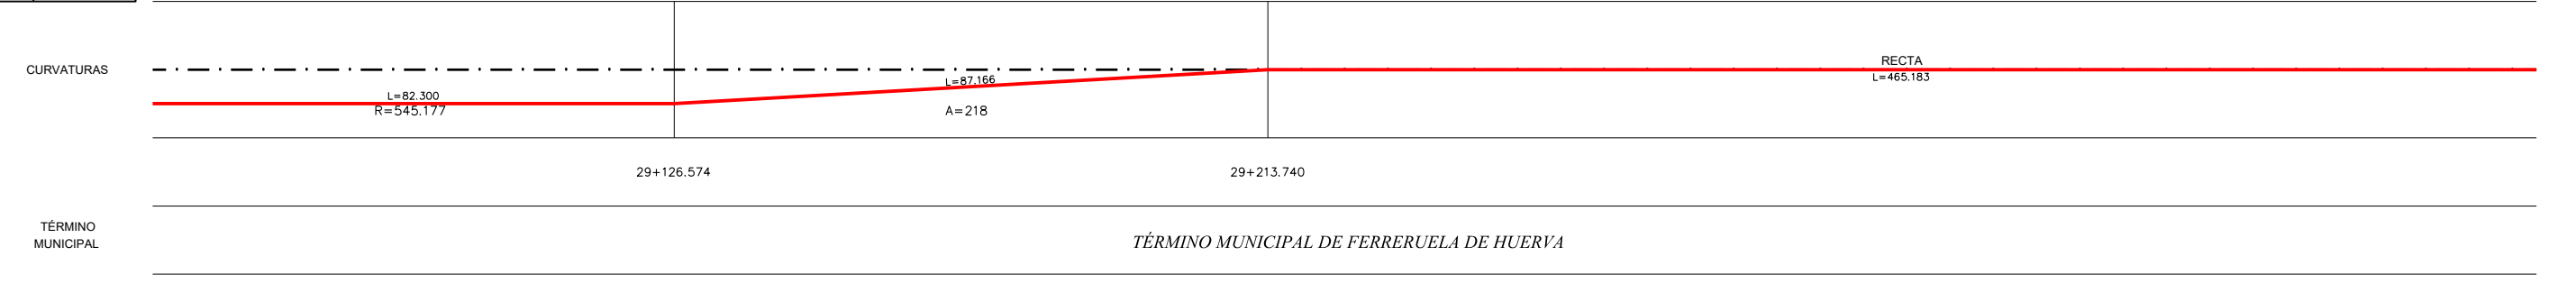 CURVATURAS
L=82.300
R=545.177
L=87.166
A=218
RECTA
L=465.183
29+126.574
29+213.740
TÉRMINO
MUNICIPAL
TÉRMINO MUNICIPAL DE FERRERUELA DE HUERVA